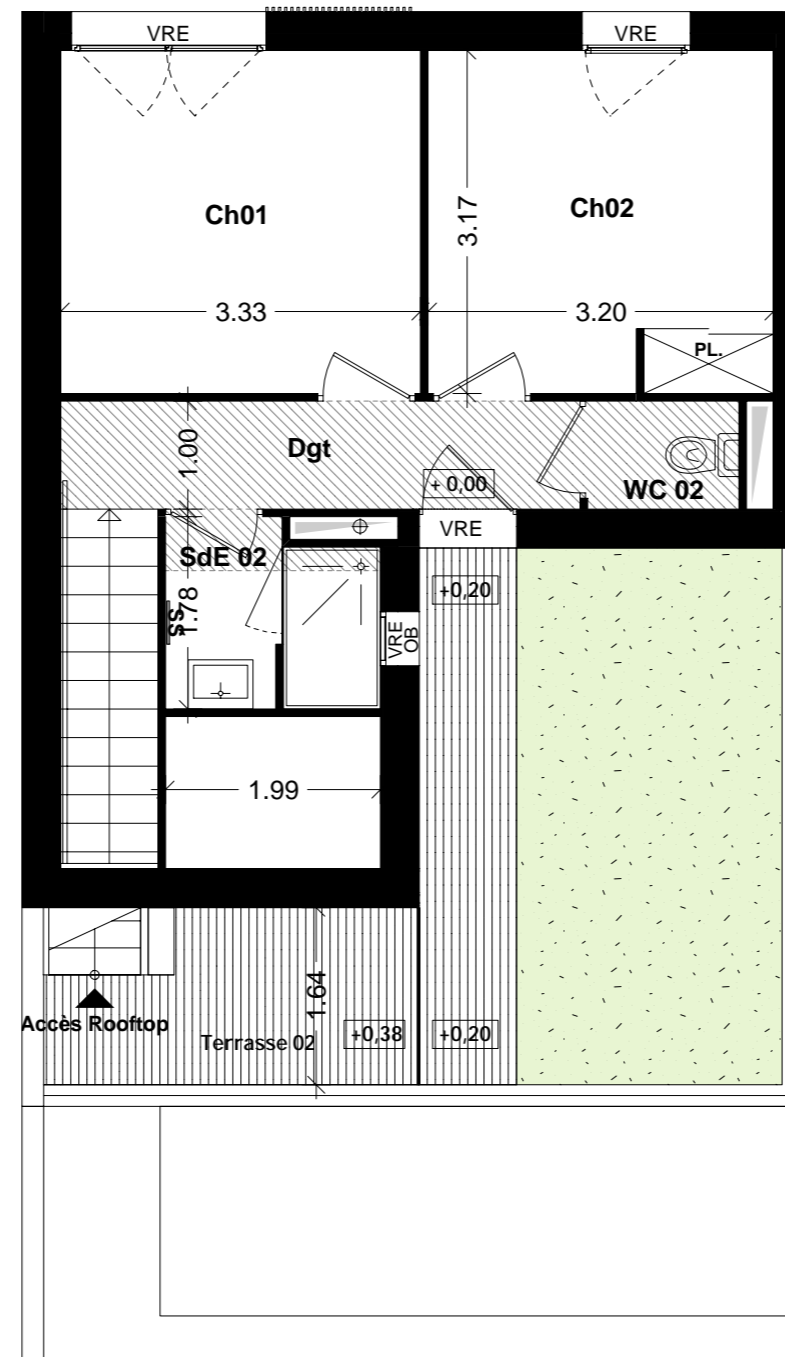 VRE
VRE
Ch01
Ch02
3.17
3.33
3.20
PL.
1.00
Dgt
+ 0,00
WC 02
VRE
SdE 02
+0,20
SS
1.78
VRE
OB
1.99
1.64
Accès Rooftop
Terrasse 02
+0,38
+0,20